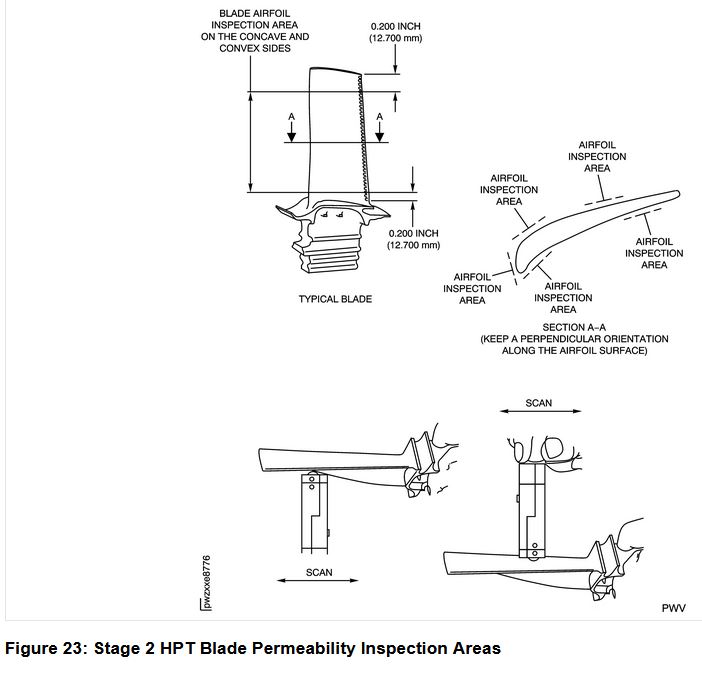 BLADE AIRFOIL
INSPECTION AREA
ON THE CONCAVE AND
CONVEX SIDES
0.200 INCH
(12.700 mm)
A
A
0.200 INCH
(12.700 mm)
TYPICAL BLADE
AIRFOIL
INSPECTION
AREA
AIRFOIL
INSPECTION
AREA
AIRFOIL
INSPECTION
AREA
AIRFOIL
INSPECTION
AREA
AIRFOIL
INSPECTION
AREA
SECTION A–A
(KEEP A PERPENDICULAR ORIENTATION
ALONG THE AIRFOIL SURFACE)
SCAN
SCAN
pwzxxe8776
PWV
Figure 23: Stage 2 HPT Blade Permeability Inspection Areas